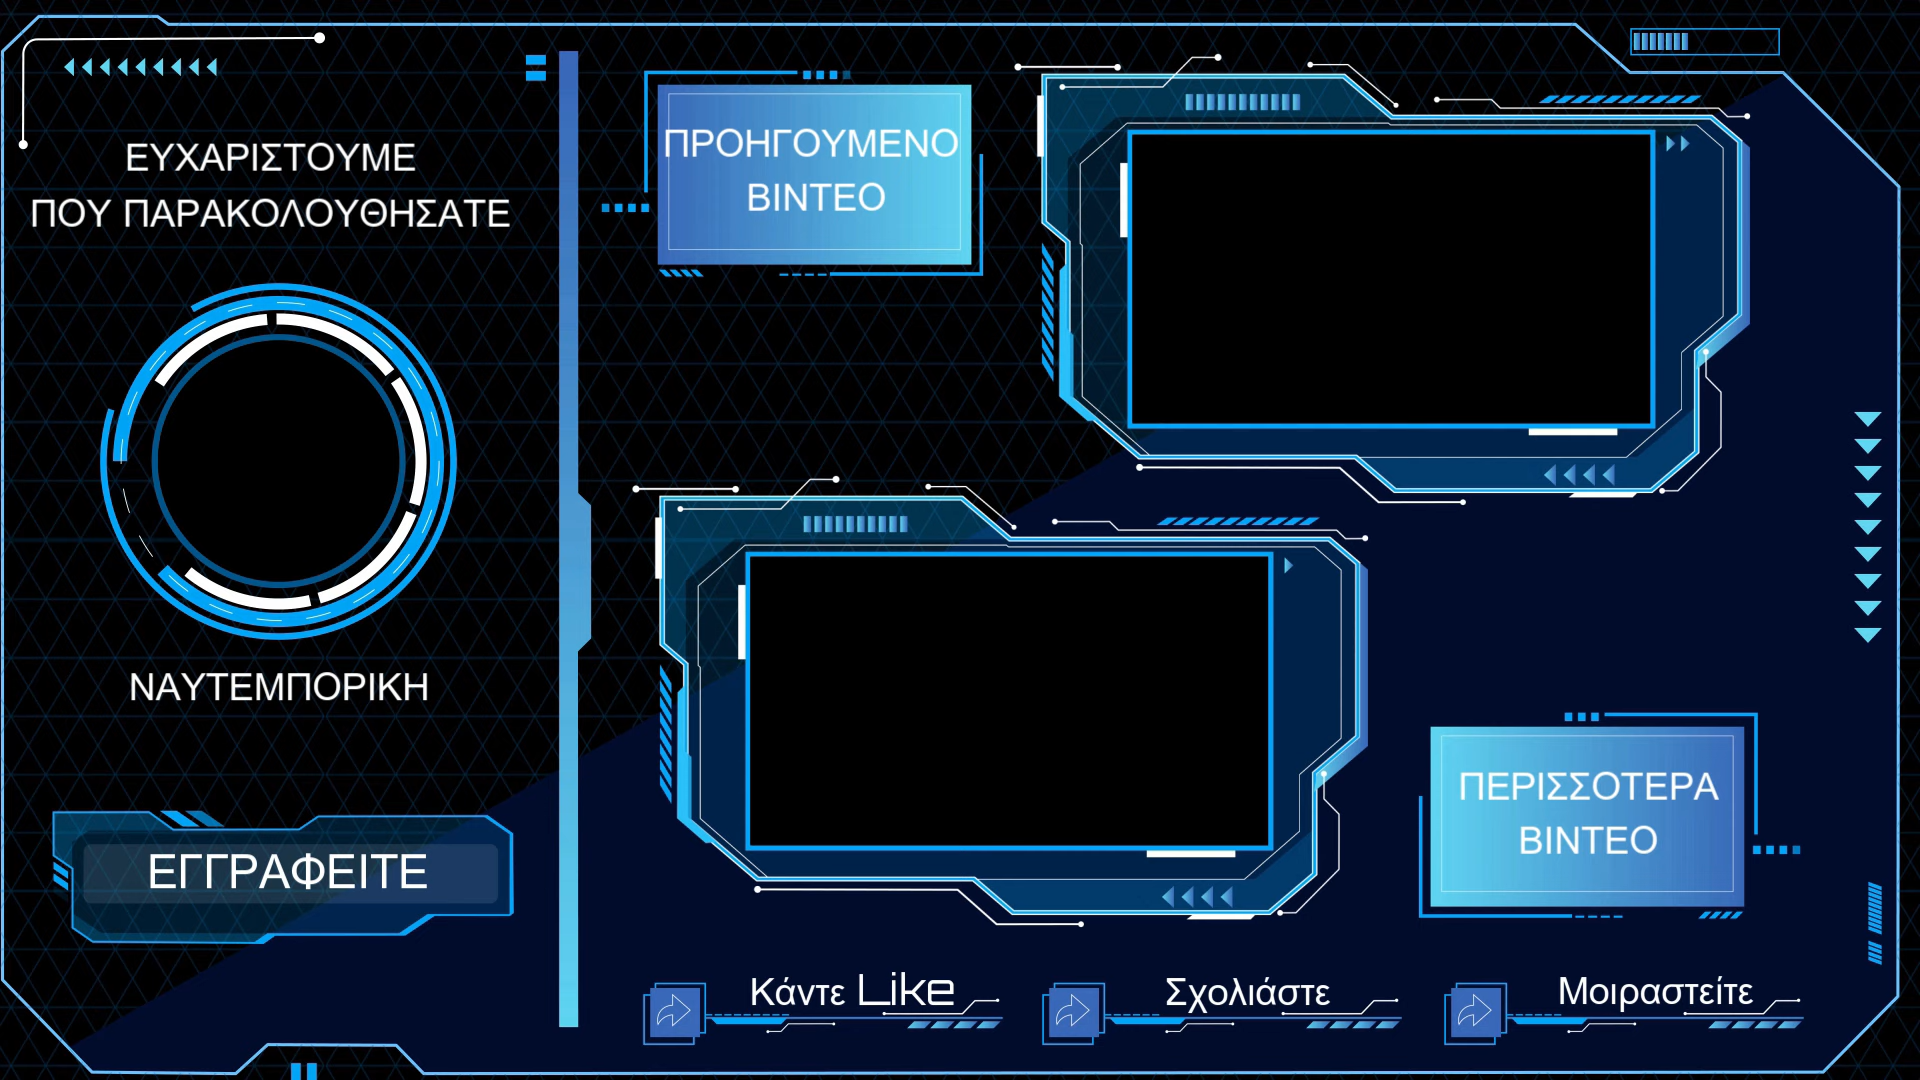 ΕΥΧΑΡΙΣΤΟΥΜΕ
ΠΟΥ ΠΑΡΑΚΟΛΟΥΘΗΣΑΤΕ
ΝΑΥΤΕΜΠΟΡΙΚΗ
ΕΓΓΡΑΦΕΙΤΕ
ΠΡΟΗΓΟΥΜΕΝΟ
ΒΙΝΤΕΟ
ΠΕΡΙΣΣΟΤΕΡΑ
ΒΙΝΤΕΟ
Κάντε Like
Σχολιάστε
Μοιραστείτε